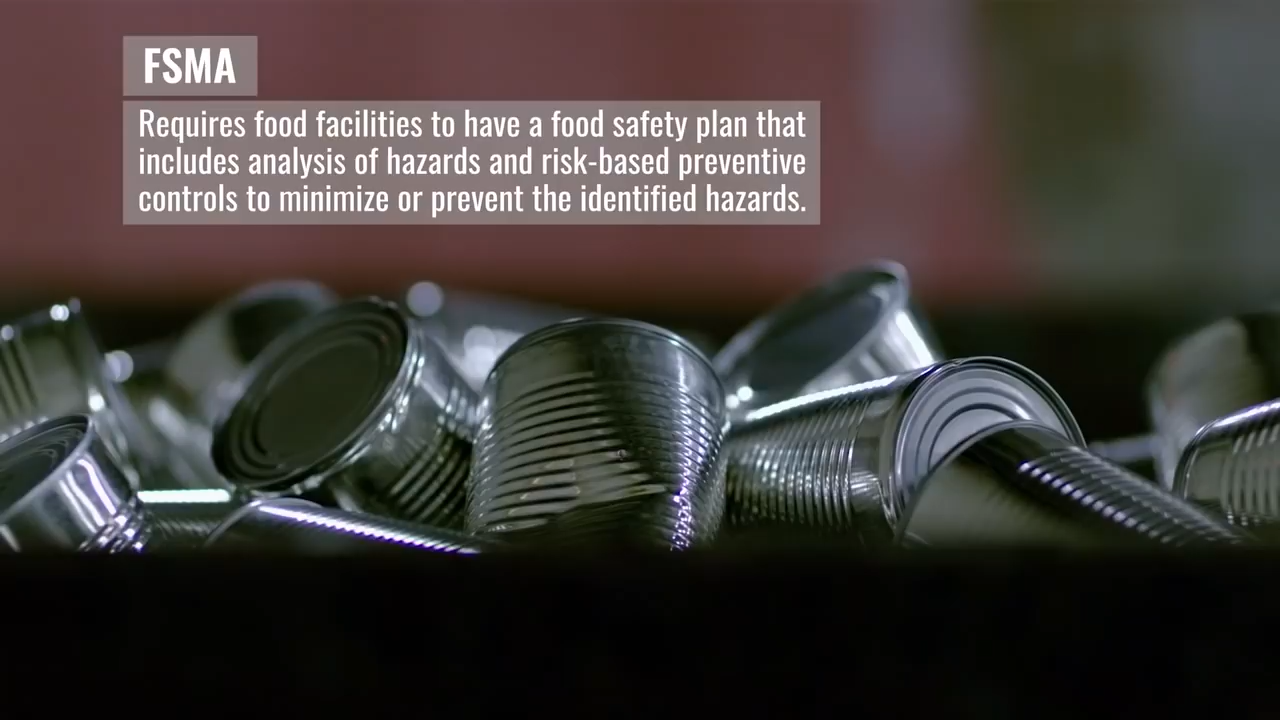 FSMA
Requires food facilities to have a food safety plan that
includes analysis of hazards and risk-based preventive
controls to minimize or prevent the identified hazards.